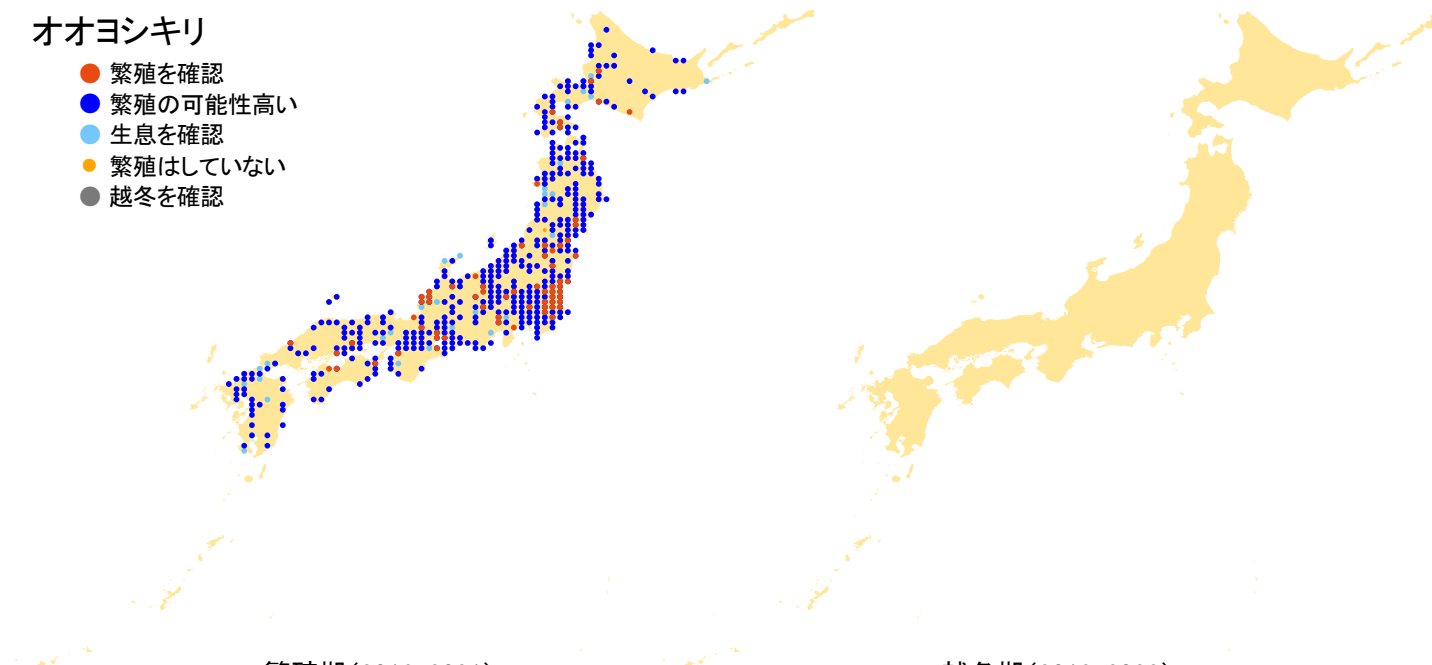 オオヨシキリ
繁殖を確認
繁殖の可能性高い
生息を確認
繁殖はしていない
越冬を確認